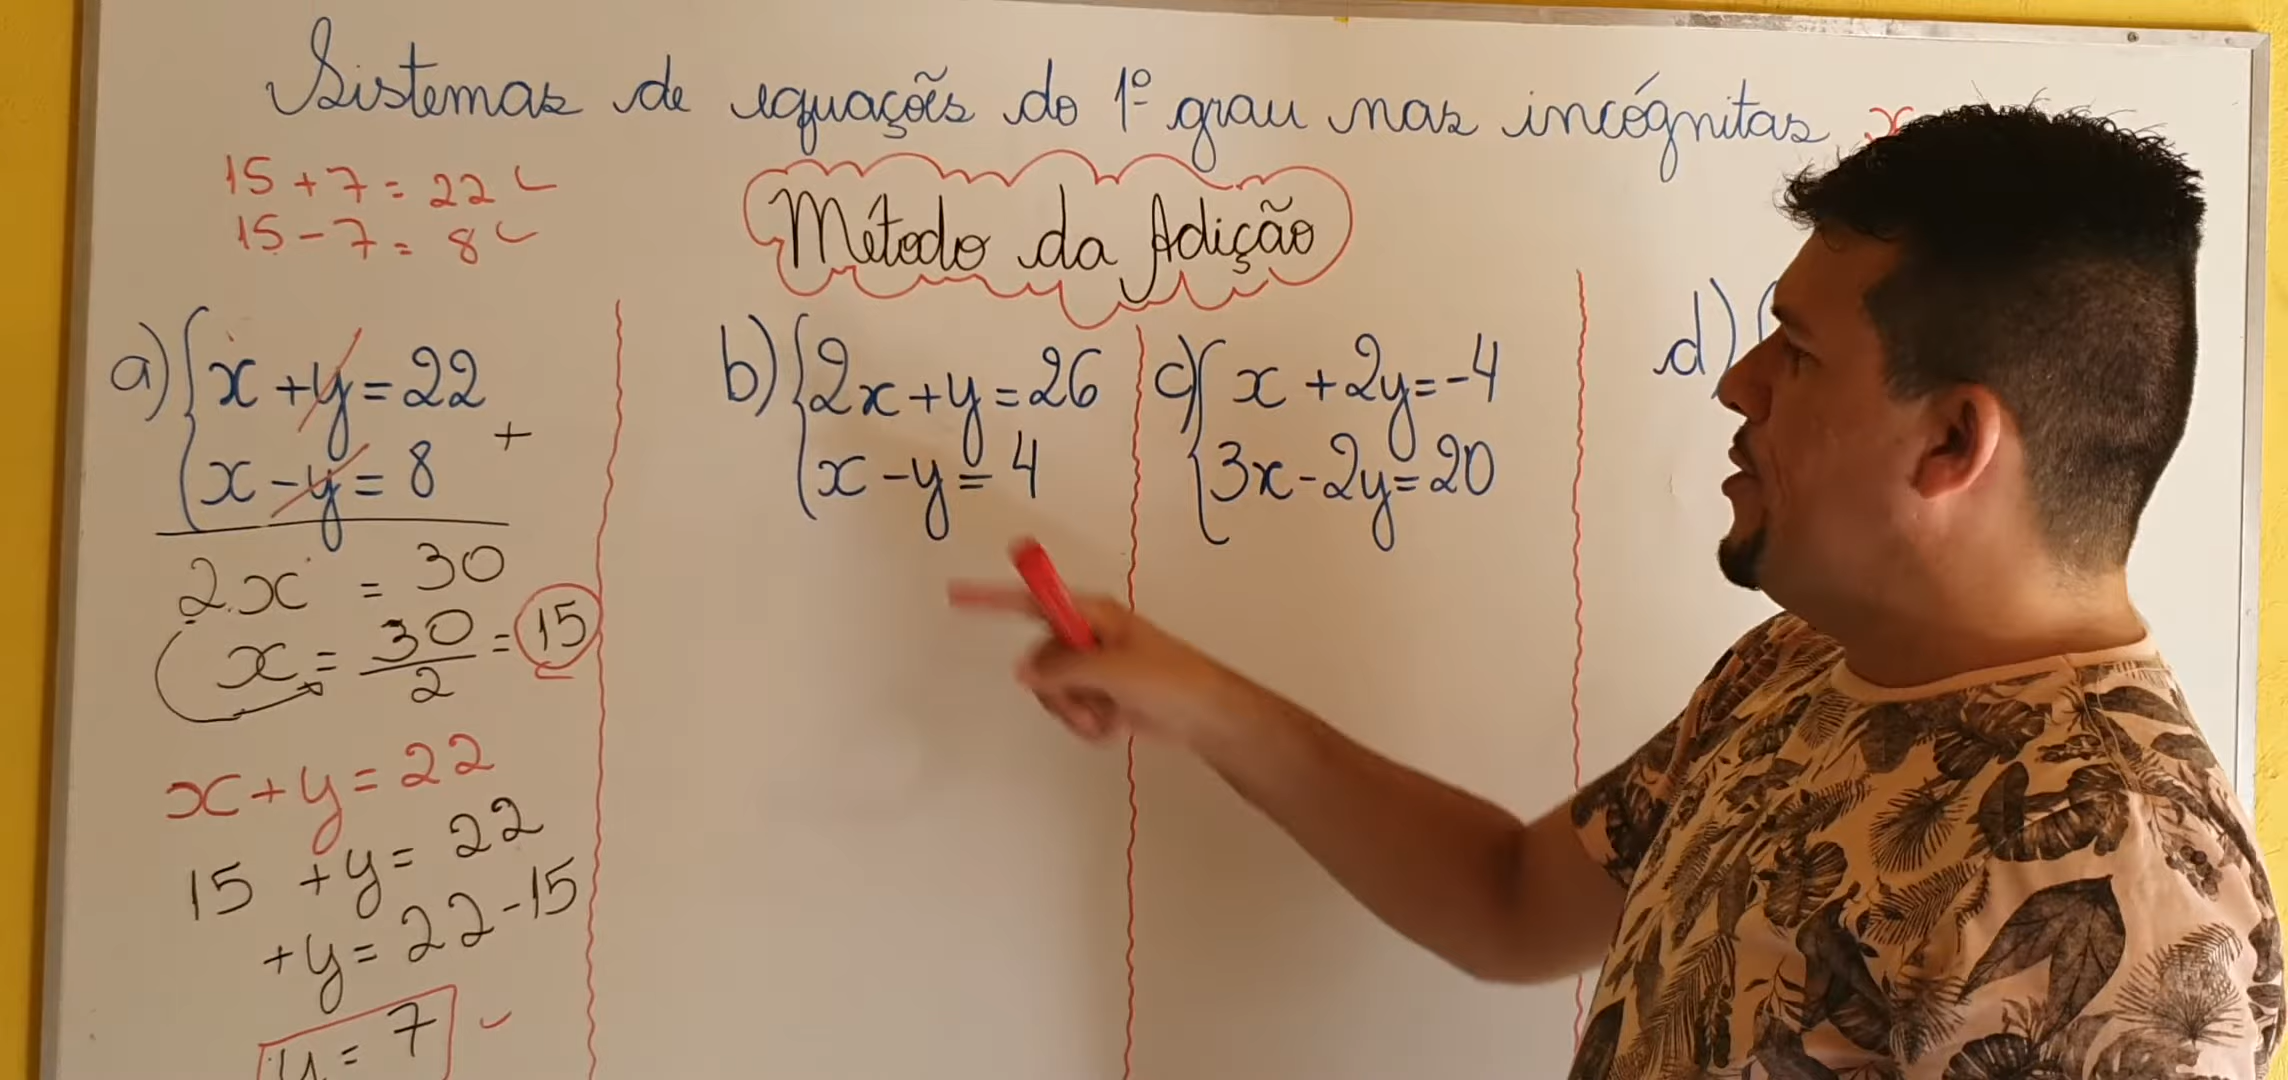 Sistemas de equações do 1º grau nas incógnitas x
15 + 7 = 22
15 - 7 = 8
Método da Adição
a) { x + y = 22
x - y = 8 +
2x = 30
x = 30/2 = 15
x + y = 22
15 + y = 22
+y = 22 - 15
y = 7
b) { 2x + y = 26
x - y = 4
c) { x + 2y = -4
3x - 2y = 20
d) {